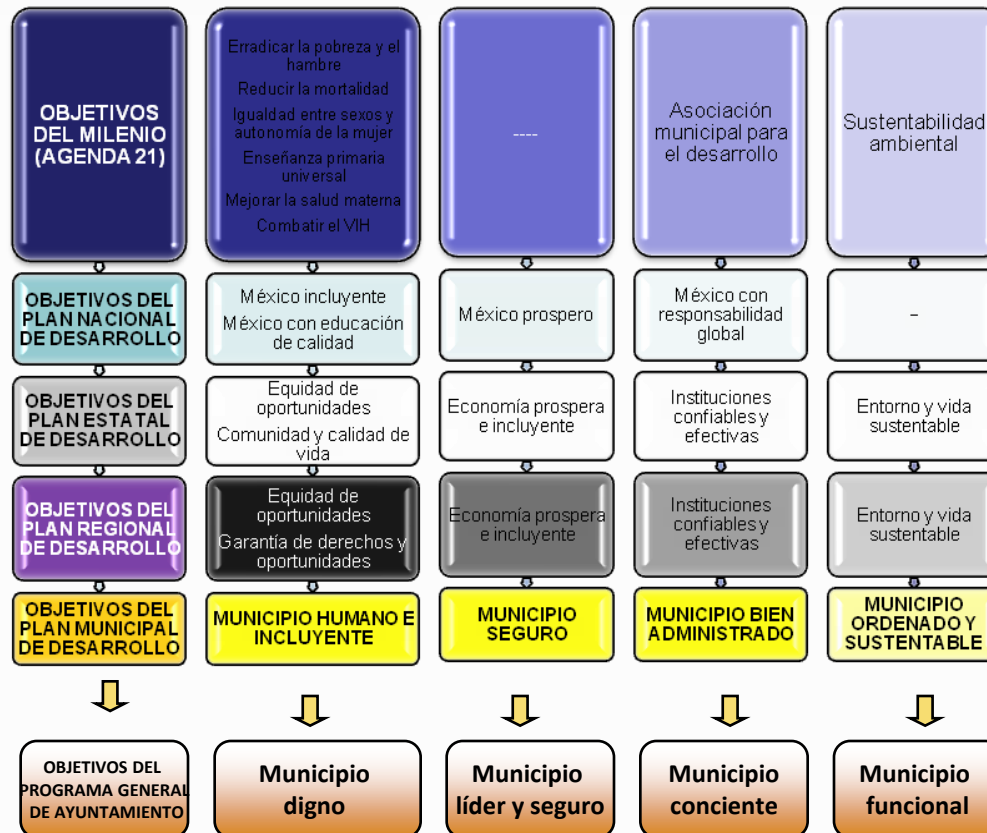 OBJETIVOS
DEL MILENIO
(AGENDA 21)
Erradicar la pobreza y el
hambre
Reducir la mortalidad
Igualdad entre sexos y
autonomía de la mujer
Enseñanza primaria
universal
Mejorar la salud materna
Combatir el VIH
----
Asociación
municipal para
el desarrollo
Sustentabilidad
ambiental
OBJETIVOS DEL
PLAN NACIONAL
DE DESARROLLO
México incluyente
México con educación
de calidad
México prospero
México con
responsabilidad
global
-
OBJETIVOS DEL
PLAN ESTATAL
DE DESARROLLO
Equidad de
oportunidades
Comunidad y calidad de
vida
Economía prospera
e incluyente
Instituciones
confiables y
efectivas
Entorno y vida
sustentable
OBJETIVOS DEL
PLAN REGIONAL
DE DESARROLLO
Equidad de
oportunidades
Garantía de derechos y
oportunidades
Economía prospera
e incluyente
Instituciones
confiables y
efectivas
Entorno y vida
sustentable
OBJETIVOS DEL
PLAN MUNICIPAL
DE DESARROLLO
MUNICIPIO HUMANO E
INCLUYENTE
MUNICIPIO
SEGURO
MUNICIPIO BIEN
ADMINISTRADO
MUNICIPIO
ORDENADO Y
SUSTENTABLE
OBJETIVOS DEL
PROGRAMA GENERAL
DE AYUNTAMIENTO
Municipio
digno
Municipio
líder y seguro
Municipio
conciente
Municipio
funcional